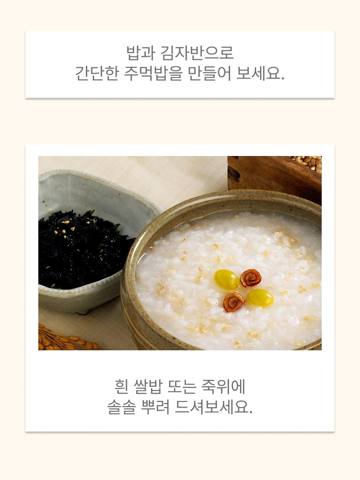 밥과 김자반으로
간단한 주먹밥을 만들어 보세요.
흰 쌀밥 또는 죽위에
솔솔 뿌려 드셔보세요.